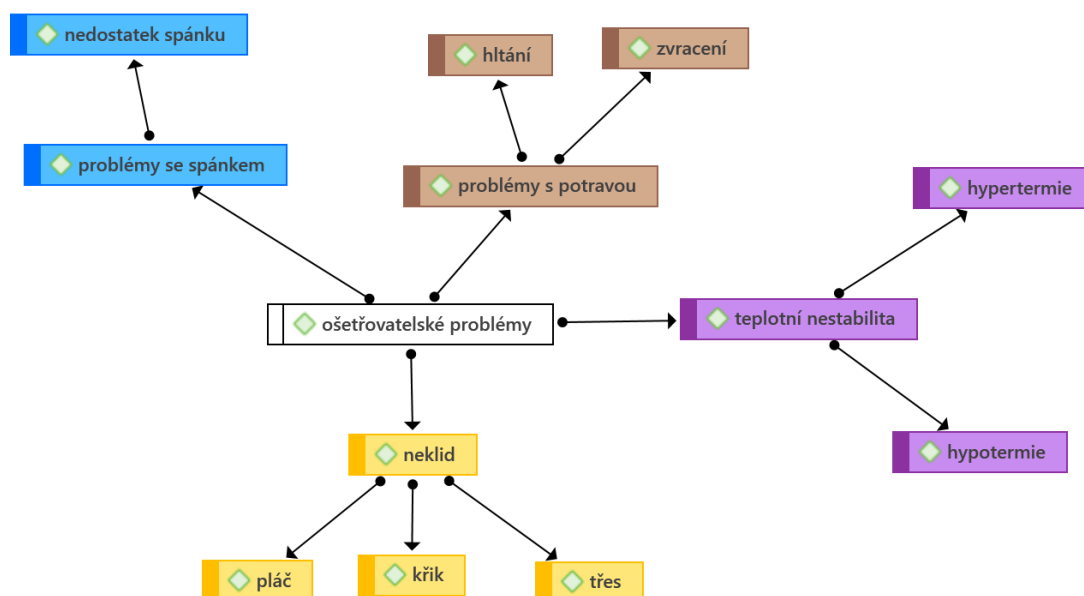 nedostatek spánku
hltání
zvracení
problémy se spánkem
problémy s potravou
hypertermie
ošetřovatelské problémy
teplotní nestabilita
neklid
hypotermie
pláč
křik
třes